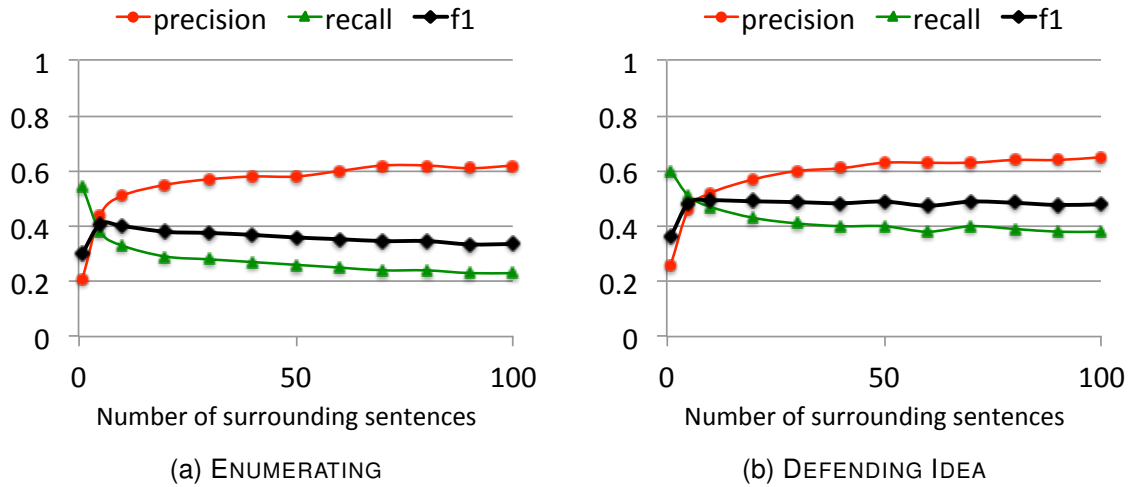 precision recall f1
1
0.8
0.6
0.4
0.2
0
0 50 100
Number of surrounding sentences
(a) ENUMERATING
precision recall f1
1
0.8
0.6
0.4
0.2
0
0 50 100
Number of surrounding sentences
(b) DEFENDING IDEA